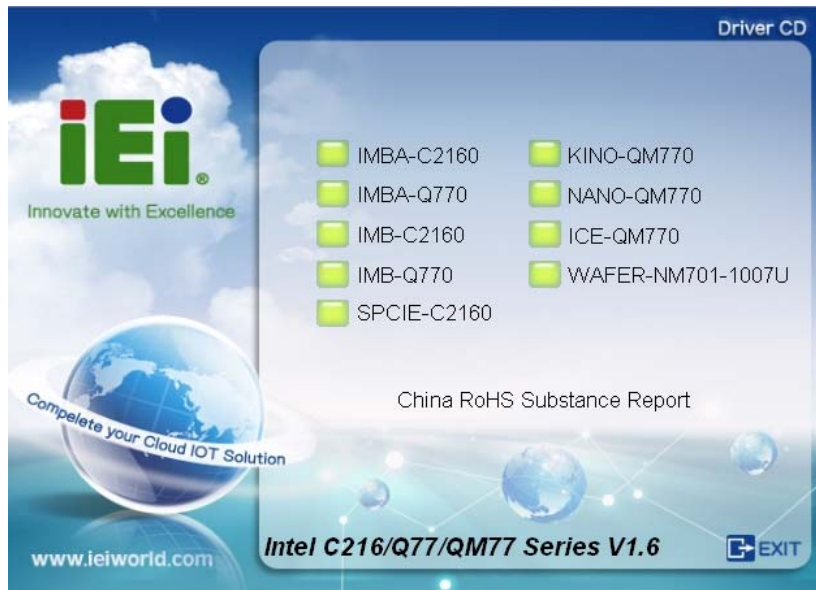 Driver CD
iEi®
Innovate with Excellence
IMBA-C2160
IMBA-Q770
IMB-C2160
IMB-Q770
SPCIE-C2160
KINO-QM770
NANO-QM770
ICE-QM770
WAFER-NM701-1007U
China RoHS Substance Report
Compelete your Cloud IOT Solution
Intel C216/Q77/QM77 Series V1.6
EXIT
www.ieiworld.com